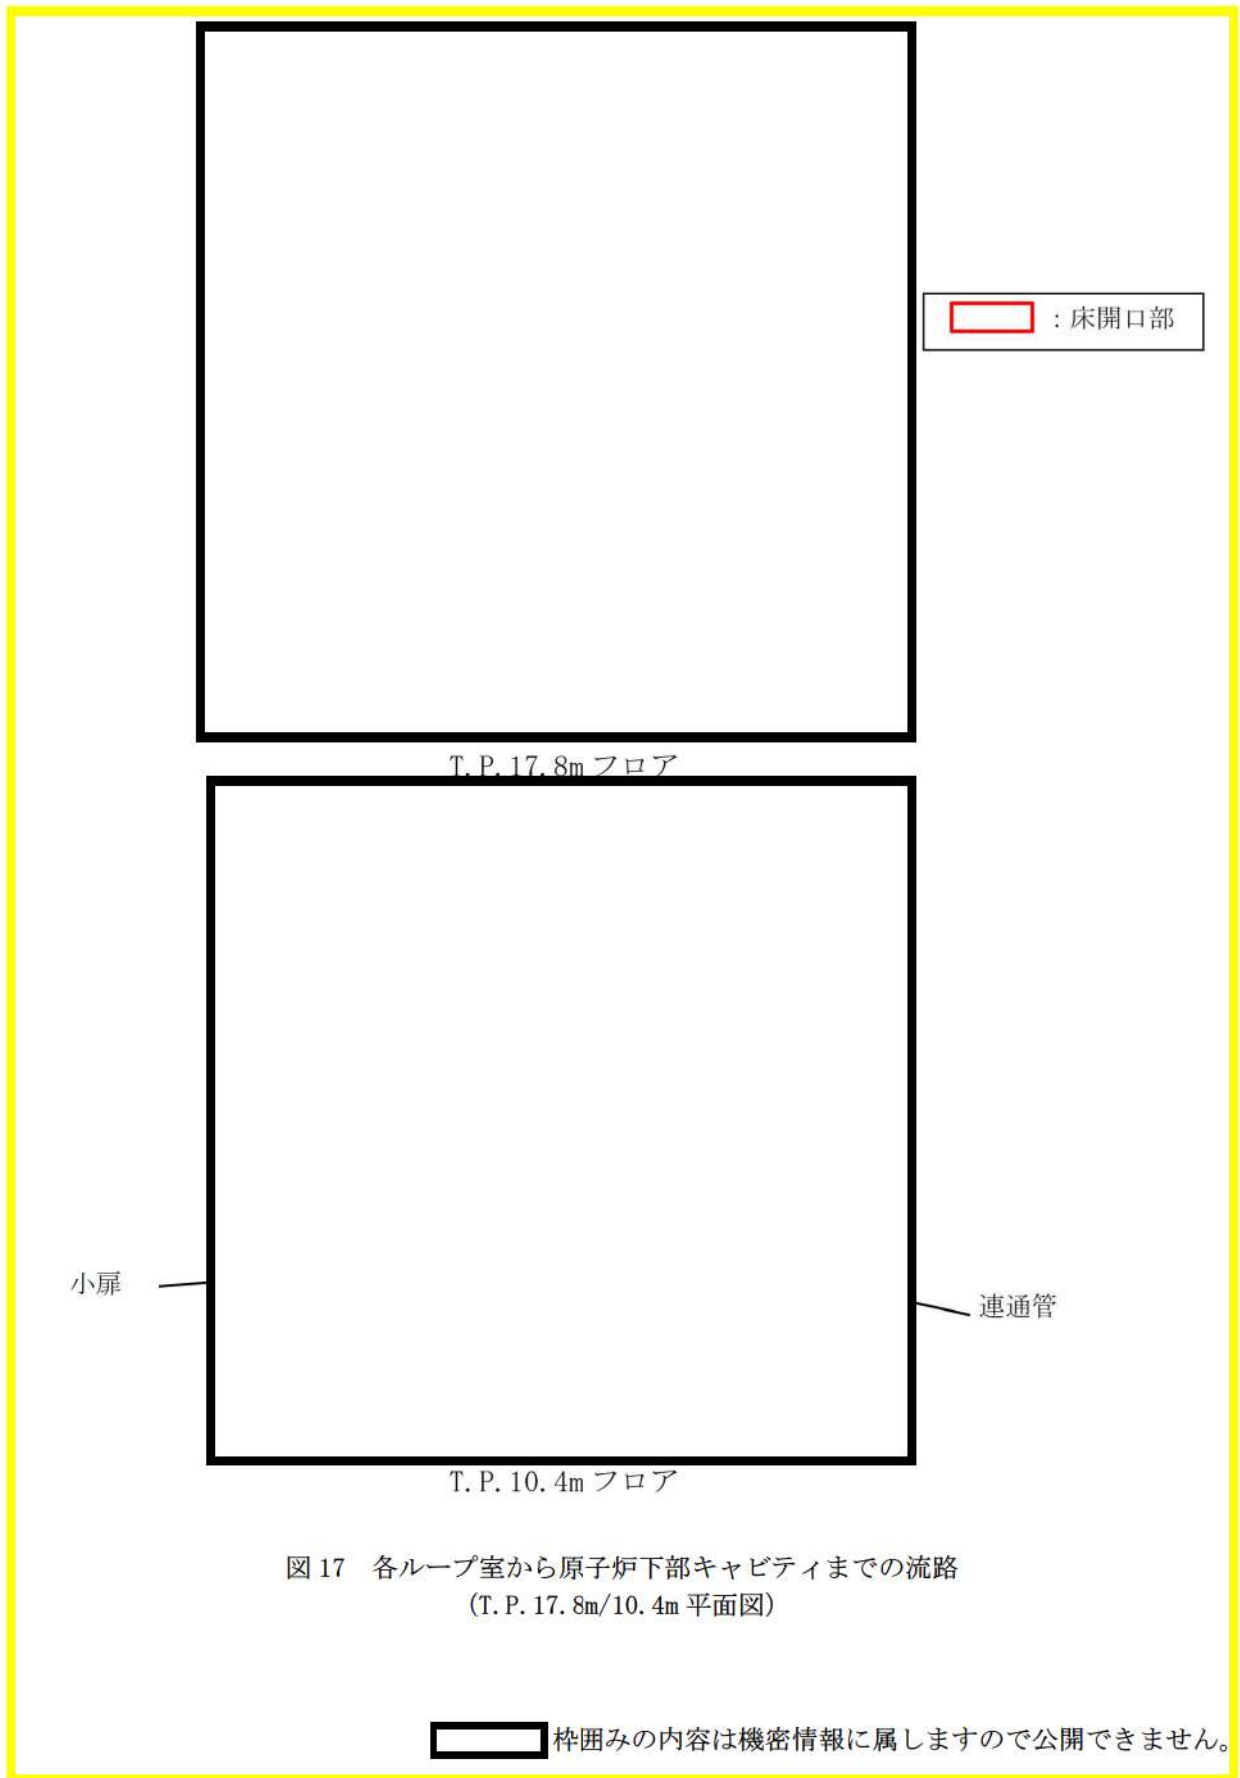 ：床開口部
T.P.17.8m フロア
小扉
連通管
T.P.10.4m フロア
図 17　各ループ室から原子炉下部キャビティまでの流路
(T.P.17.8m/10.4m 平面図)
枠囲みの内容は機密情報に属しますので公開できません。